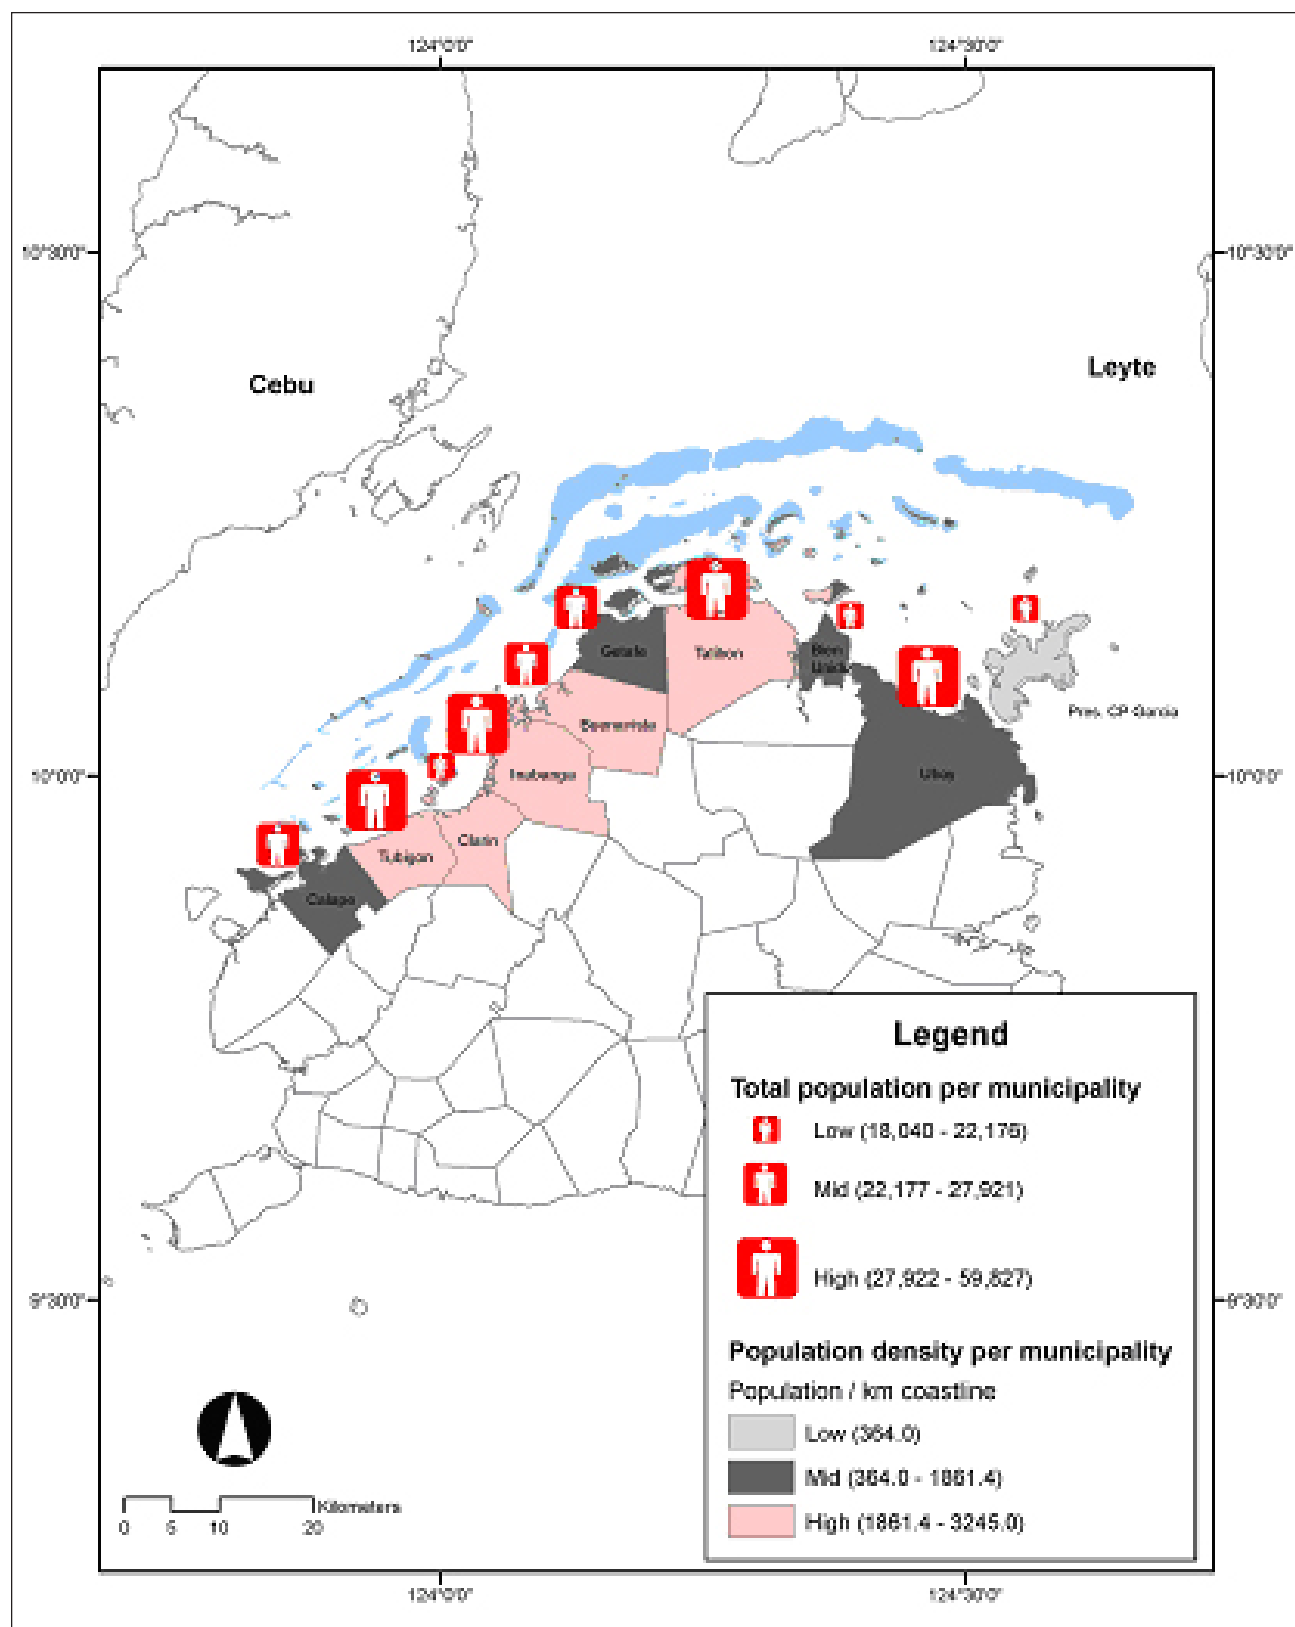 124°0'0"
124°30'0"
10°30'0"
10°30'0"
Cebu
Leyte
Getafe
Talibon
Bien
Unido
Pres. CP Garcia
Buenavista
10°0'0"
Inabanga
Ubay
10°0'0"
Clarin
Tubigon
Calape
Legend
Total population per municipality
Low (18,040 - 22,176)
Mid (22,177 - 27,921)
High (27,922 - 59,827)
9°30'0"
9°30'0"
Population density per municipality
Population / km coastline
Low (364.0)
Mid (364.0 - 1861.4)
High (1861.4 - 3245.0)
Kilometers
0 5 10 20
124°0'0"
124°30'0"